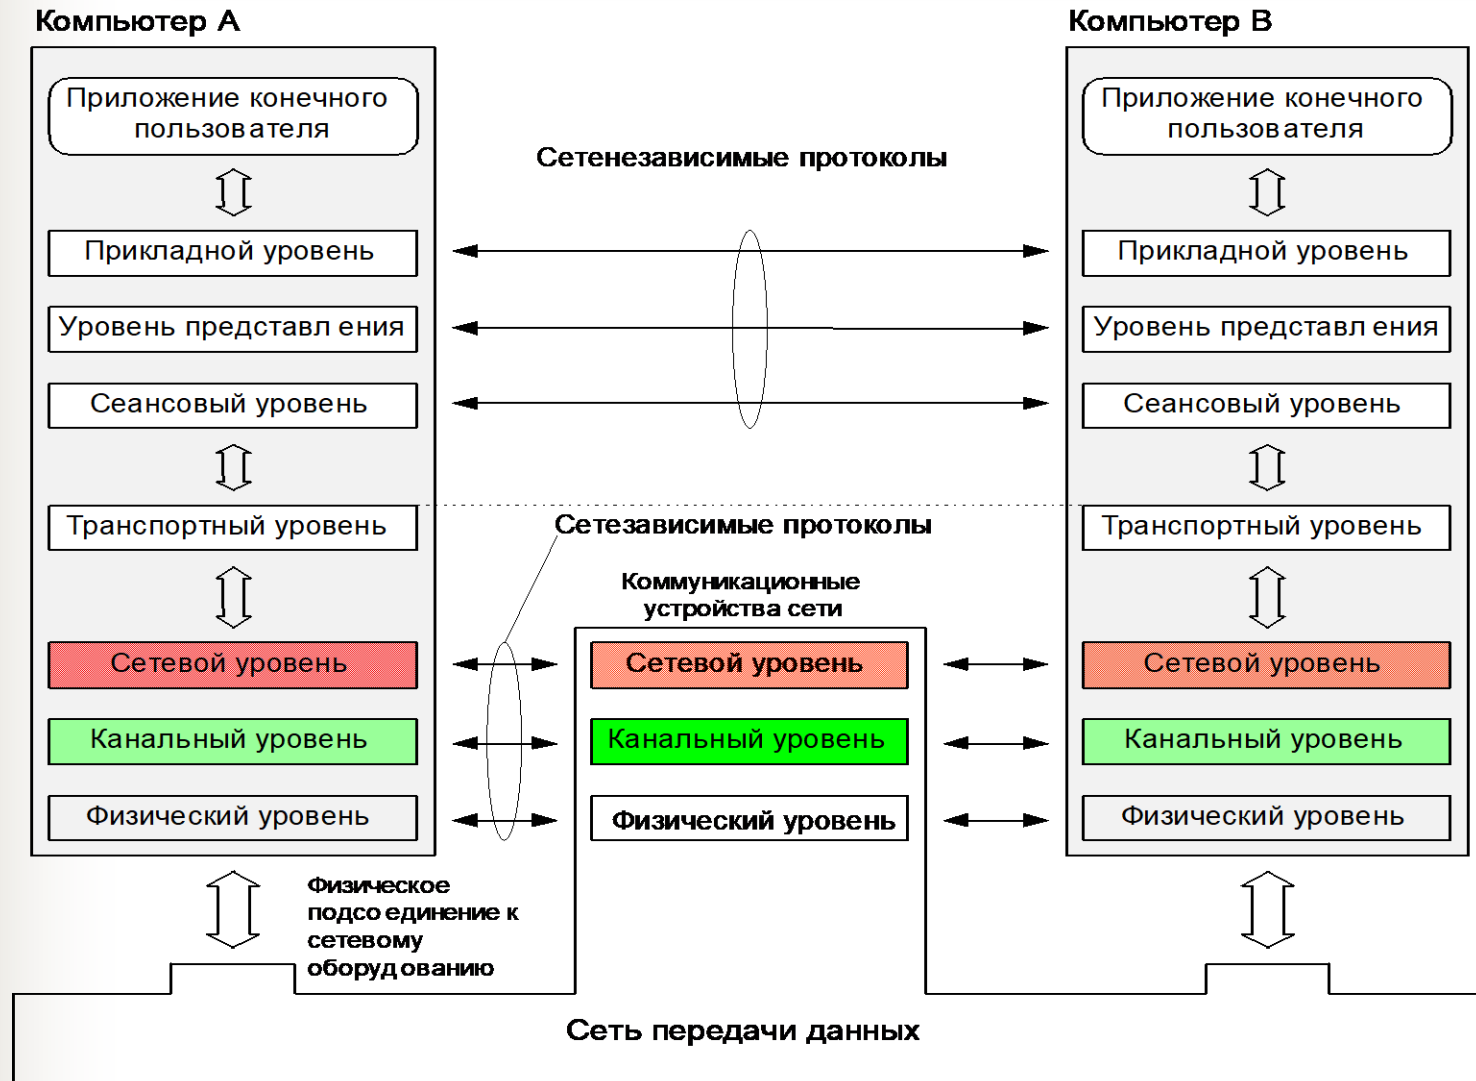 Компьютер A
Компьютер B
Приложение конечного
пользователя
Приложение конечного
пользователя
Сетенезависимые протоколы
Прикладной уровень
Прикладной уровень
Уровень представл ения
Уровень представл ения
Сеансовый уровень
Сеансовый уровень
Транспортный уровень
Сетезависимые протоколы
Транспортный уровень
Коммуникационные
устройства сети
Сетевой уровень
Сетевой уровень
Сетевой уровень
Канальный уровень
Канальный уровень
Канальный уровень
Физический уровень
Физический уровень
Физический уровень
Физическое
подсо единение к
сетевому
оборуд ованию
Сеть передачи данных